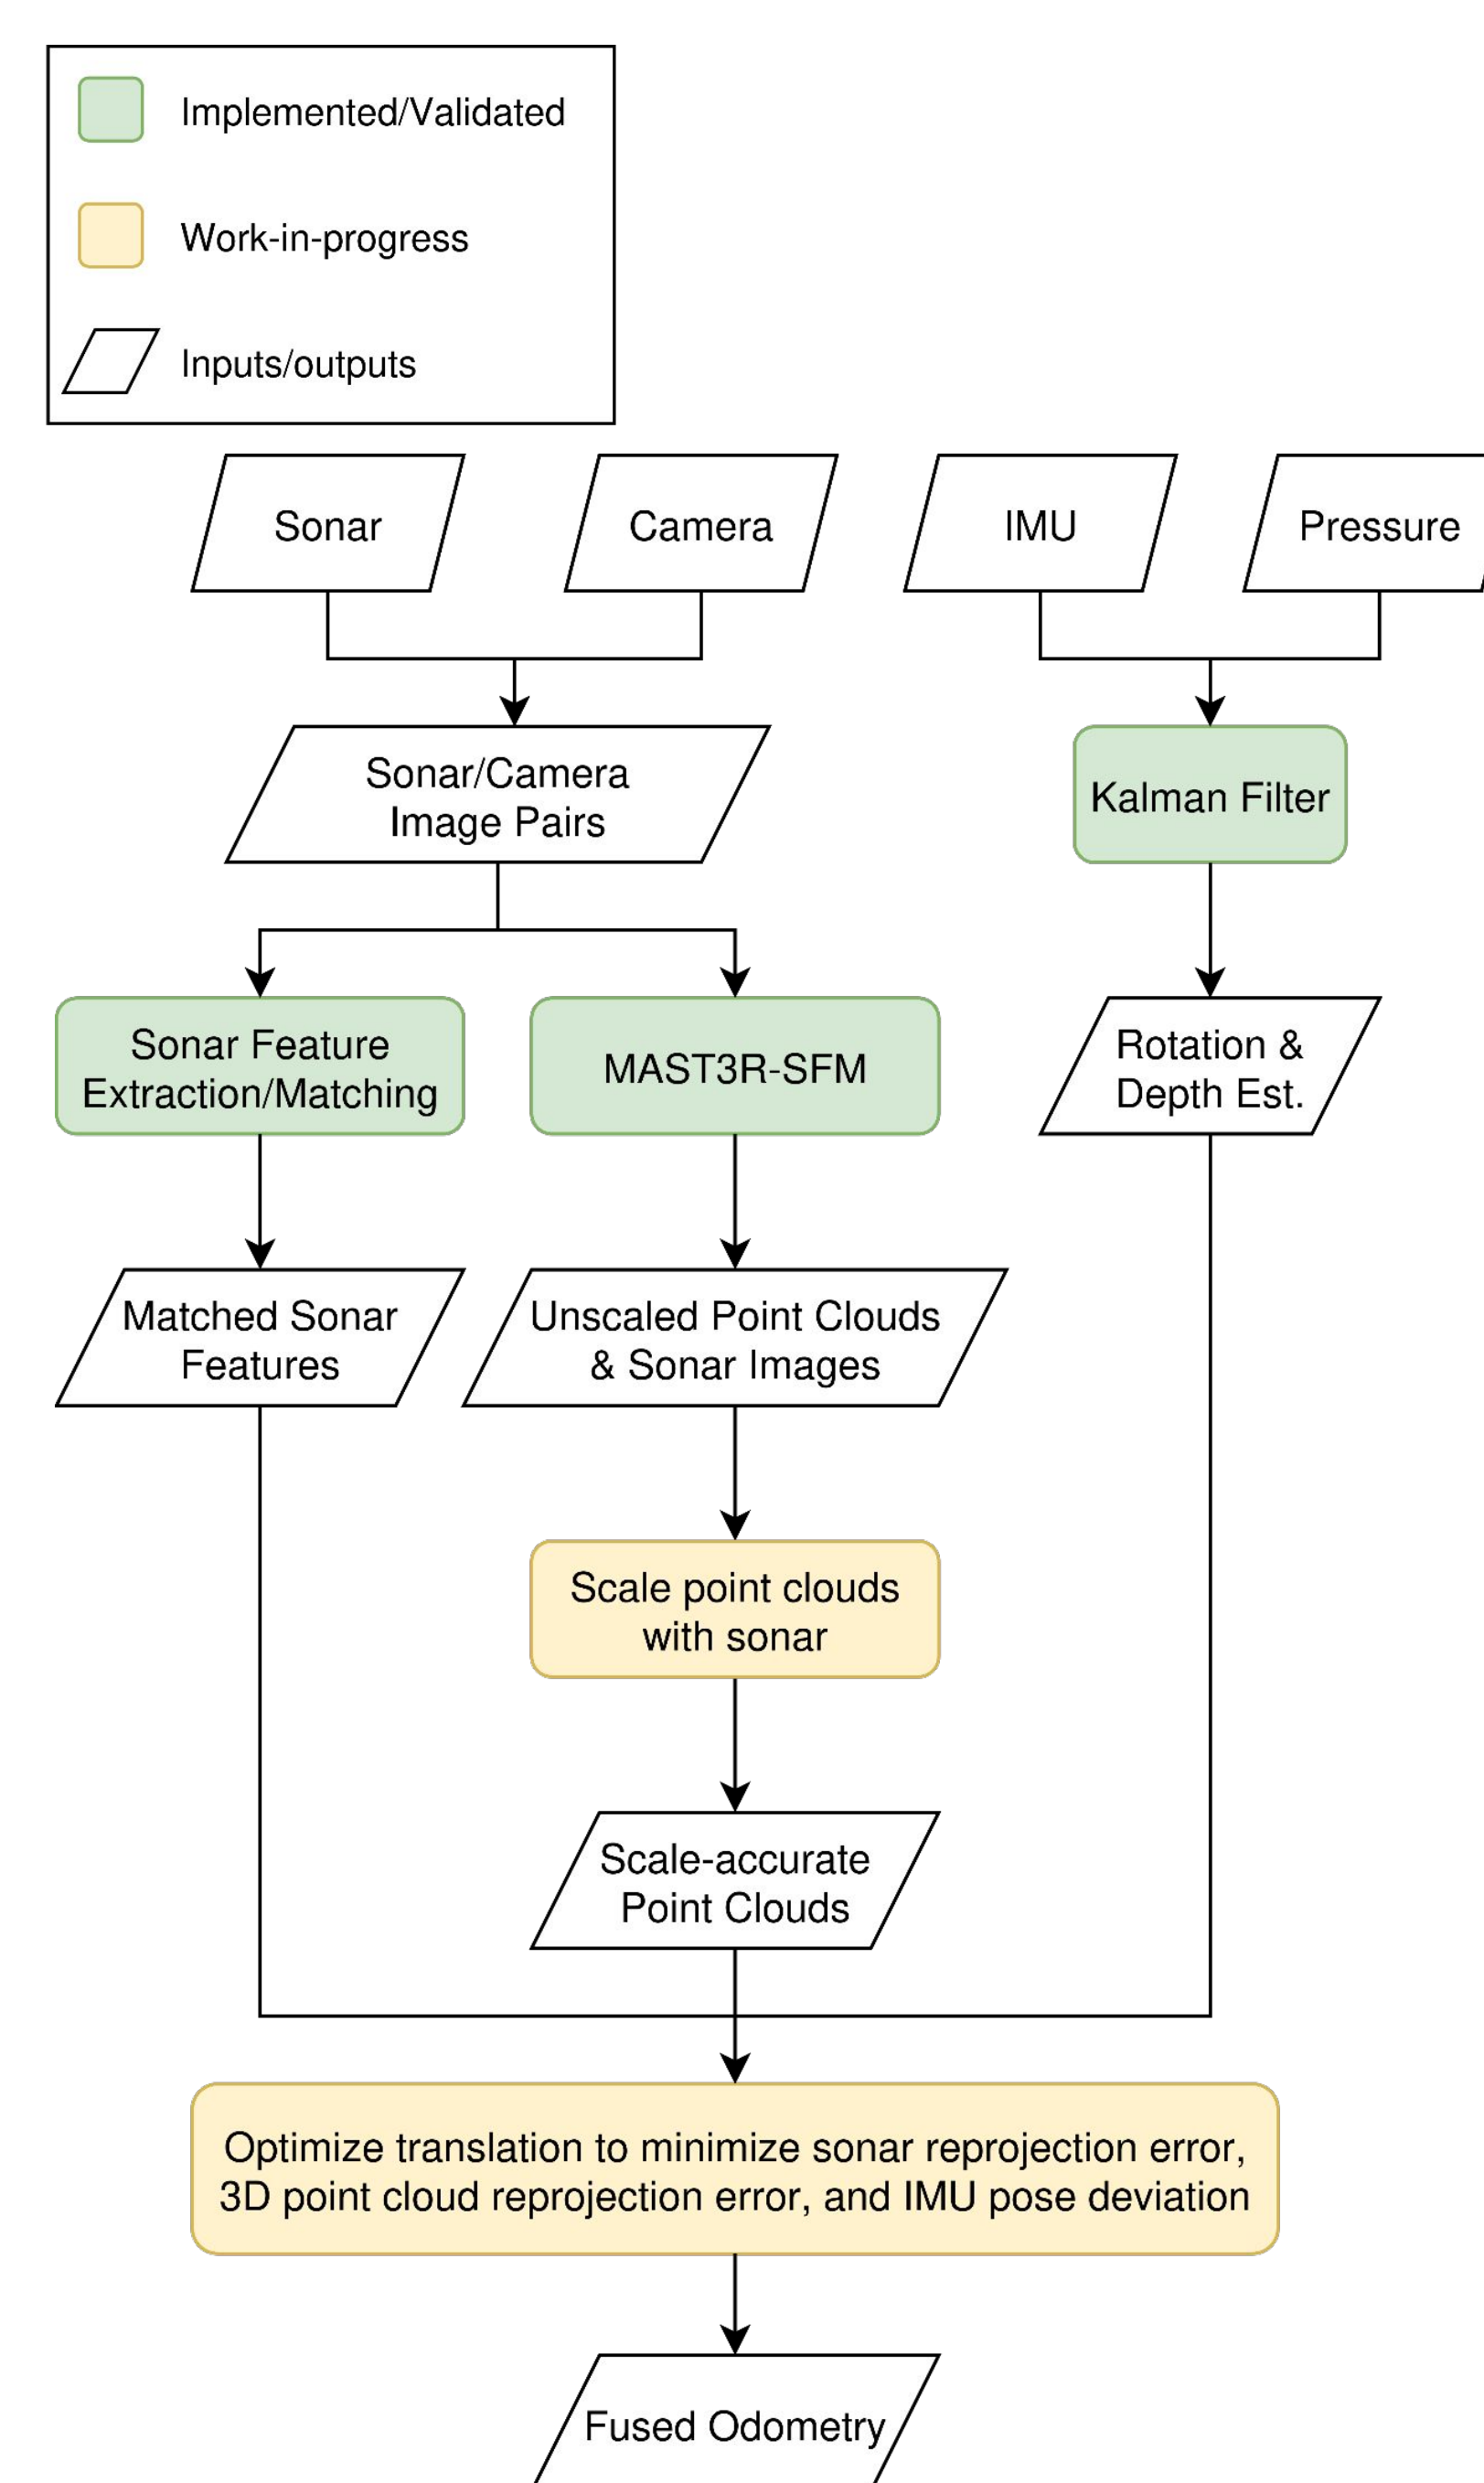 Implemented/Validated
Work-in-progress
Inputs/outputs
Sonar
Camera
IMU
Pressure
Sonar/Camera
Image Pairs
Kalman Filter
Sonar Feature
Extraction/Matching
MAST3R-SFM
Rotation &
Depth Est.
Matched Sonar
Features
Unscaled Point Clouds
& Sonar Images
Scale point clouds
with sonar
Scale-accurate
Point Clouds
Optimize translation to minimize sonar reprojection error,
3D point cloud reprojection error, and IMU pose deviation
Fused Odometry